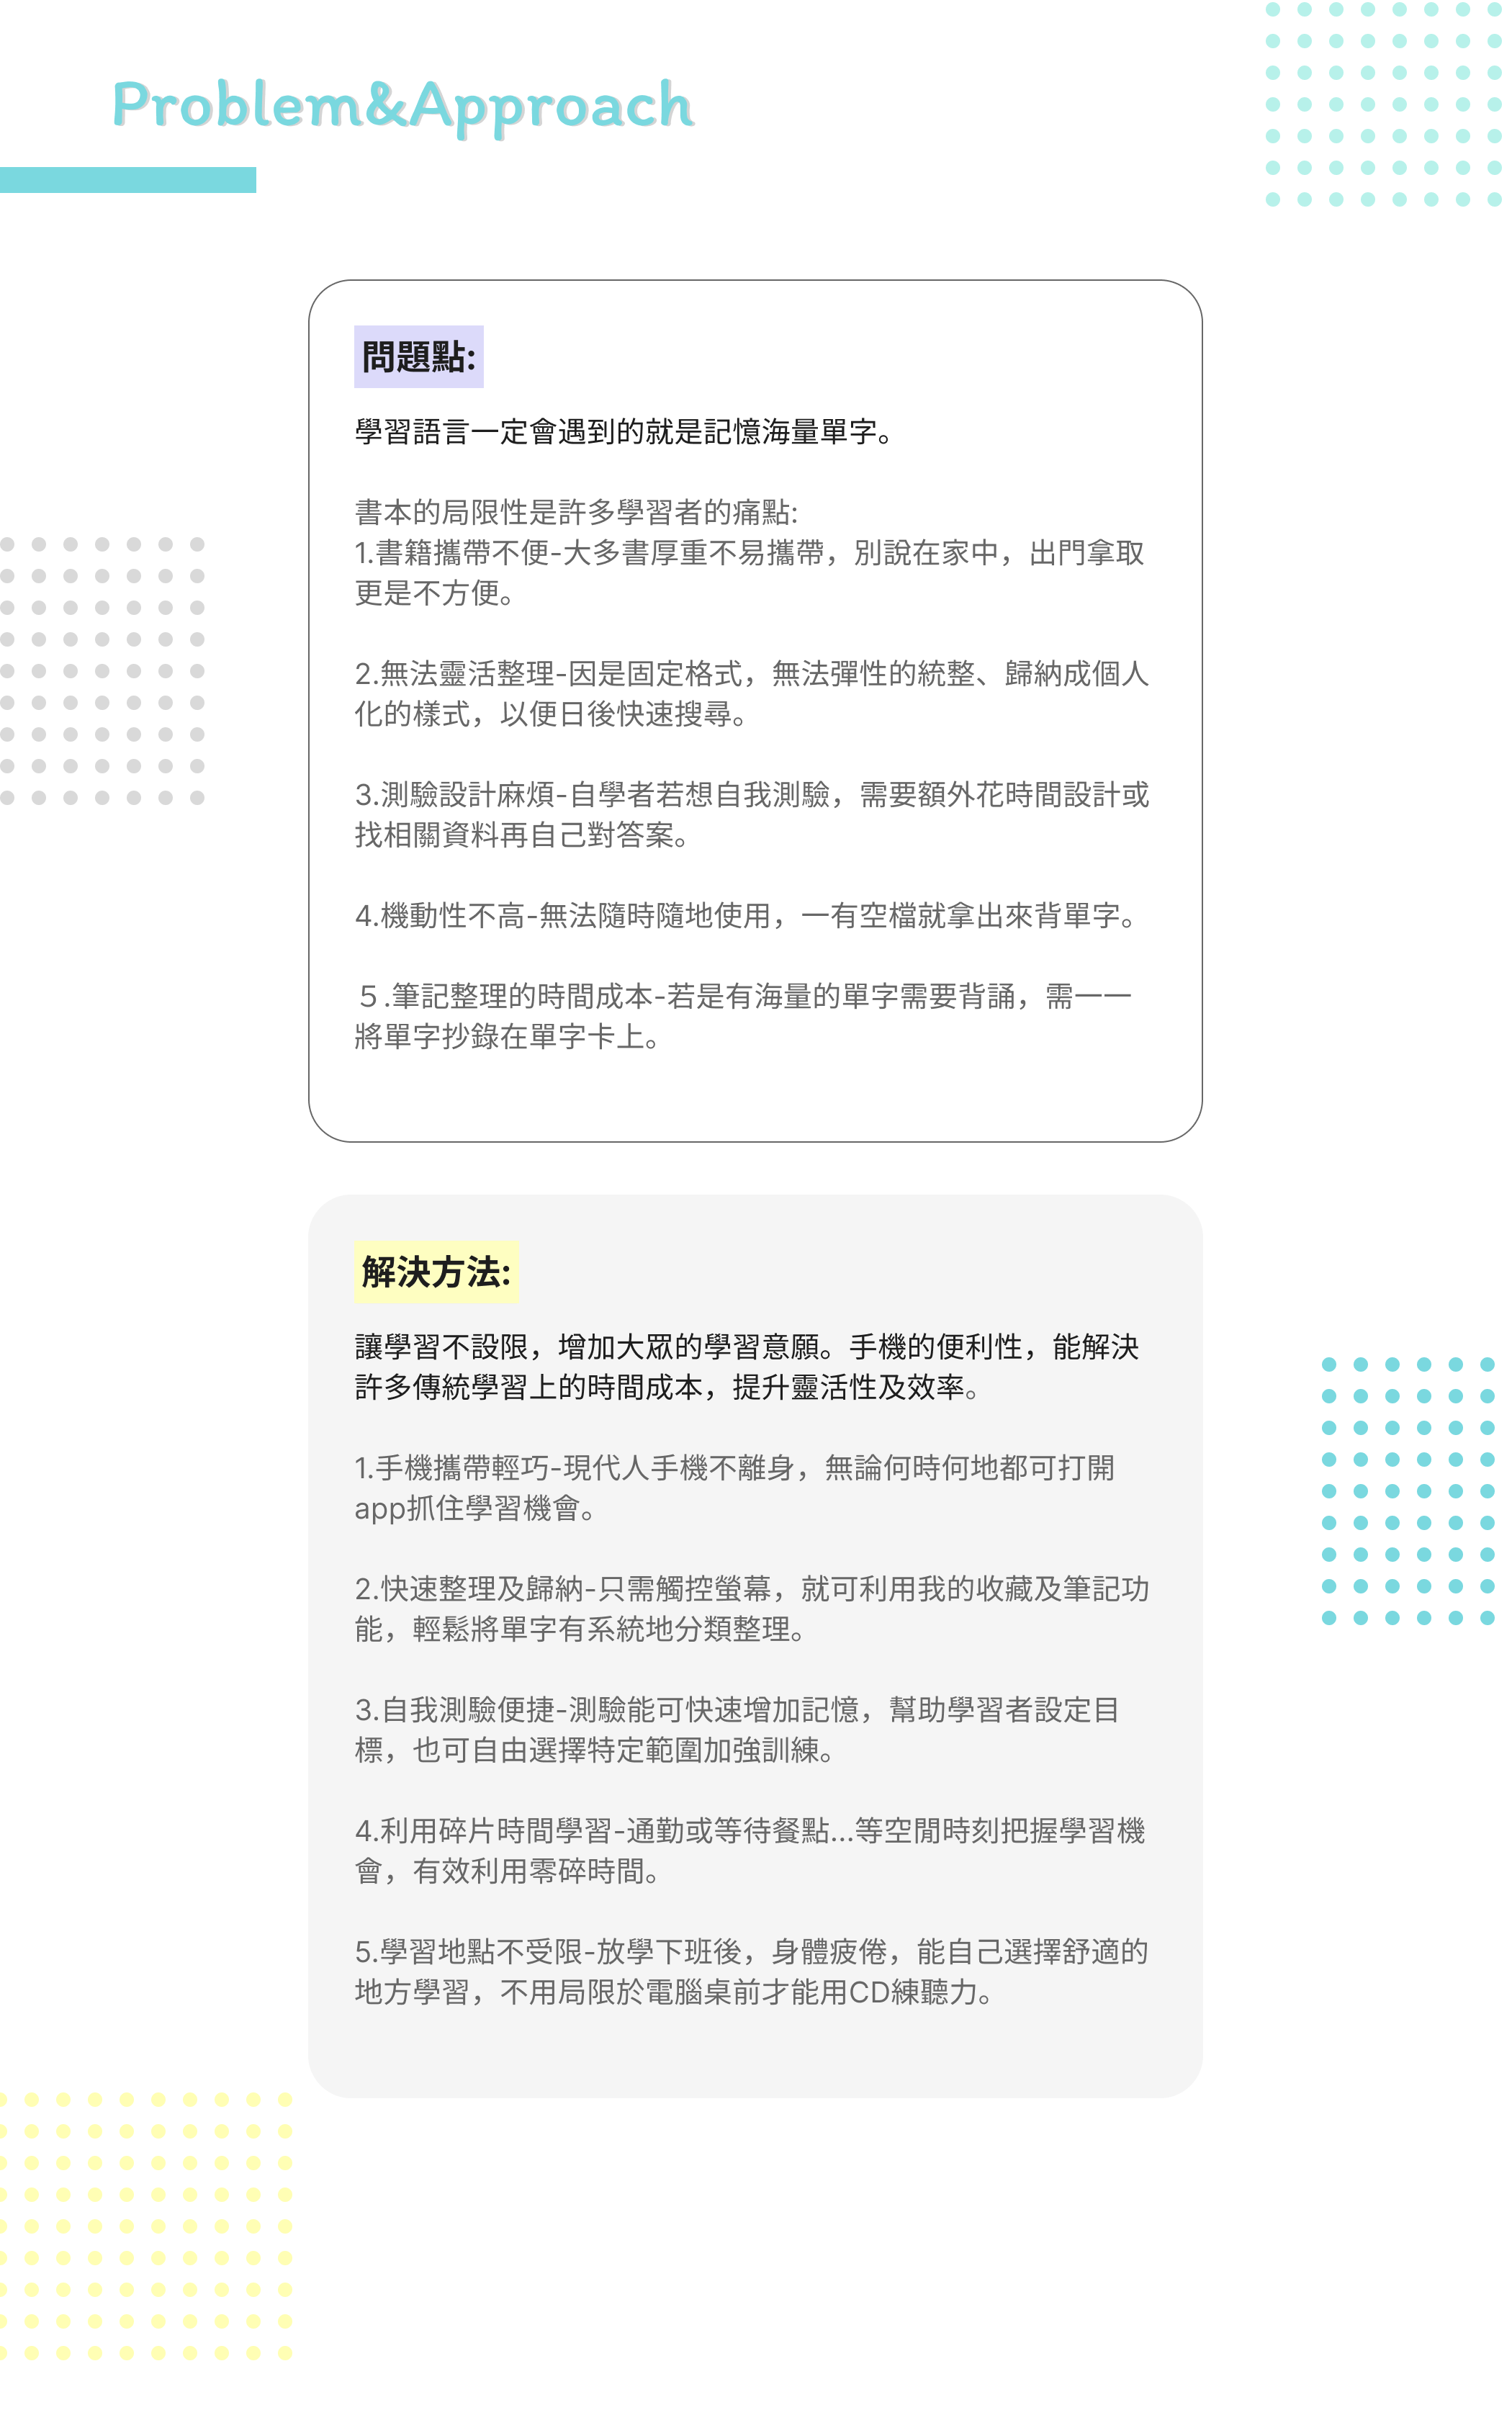 Problem&Approach
問題點:
學習語言一定會遇到的就是記憶海量單字。
書本的局限性是許多學習者的痛點:
1.書籍攜帶不便-大多書厚重不易攜帶，別說在家中，出門拿取
更是不方便。
2.無法靈活整理-因是固定格式，無法彈性的統整、歸納成個人
化的樣式，以便日後快速搜尋。
3.測驗設計麻煩-自學者若想自我測驗，需要額外花時間設計或
找相關資料再自己對答案。
4.機動性不高-無法隨時隨地使用，一有空檔就拿出來背單字。
５.筆記整理的時間成本-若是有海量的單字需要背誦，需一一
將單字抄錄在單字卡上。
解決方法:
讓學習不設限，增加大眾的學習意願。手機的便利性，能解決
許多傳統學習上的時間成本，提升靈活性及效率。
1.手機攜帶輕巧-現代人手機不離身，無論何時何地都可打開
app抓住學習機會。
2.快速整理及歸納-只需觸控螢幕，就可利用我的收藏及筆記功
能，輕鬆將單字有系統地分類整理。
3.自我測驗便捷-測驗能可快速增加記憶，幫助學習者設定目
標，也可自由選擇特定範圍加強訓練。
4.利用碎片時間學習-通勤或等待餐點...等空閒時刻把握學習機
會，有效利用零碎時間。
5.學習地點不受限-放學下班後，身體疲倦，能自己選擇舒適的
地方學習，不用局限於電腦桌前才能用CD練聽力。